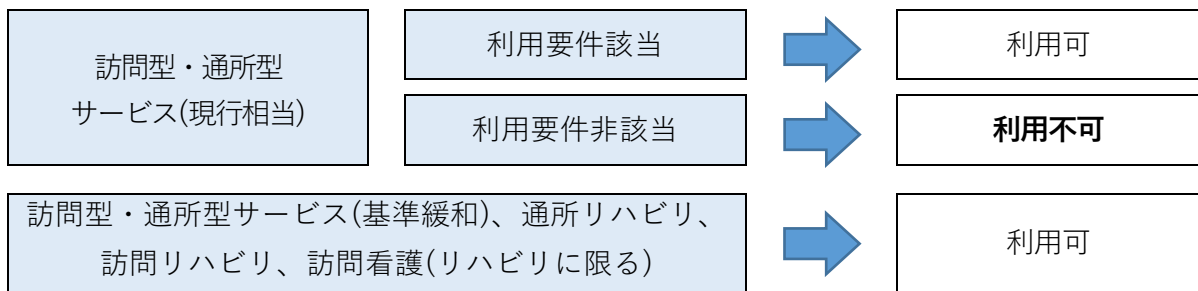 訪問型・通所型
サービス(現行相当)
利用要件該当
利用可
利用要件非該当
利用不可
訪問型・通所型サービス(基準緩和)、通所リハビリ、
訪問リハビリ、訪問看護(リハビリに限る)
利用可